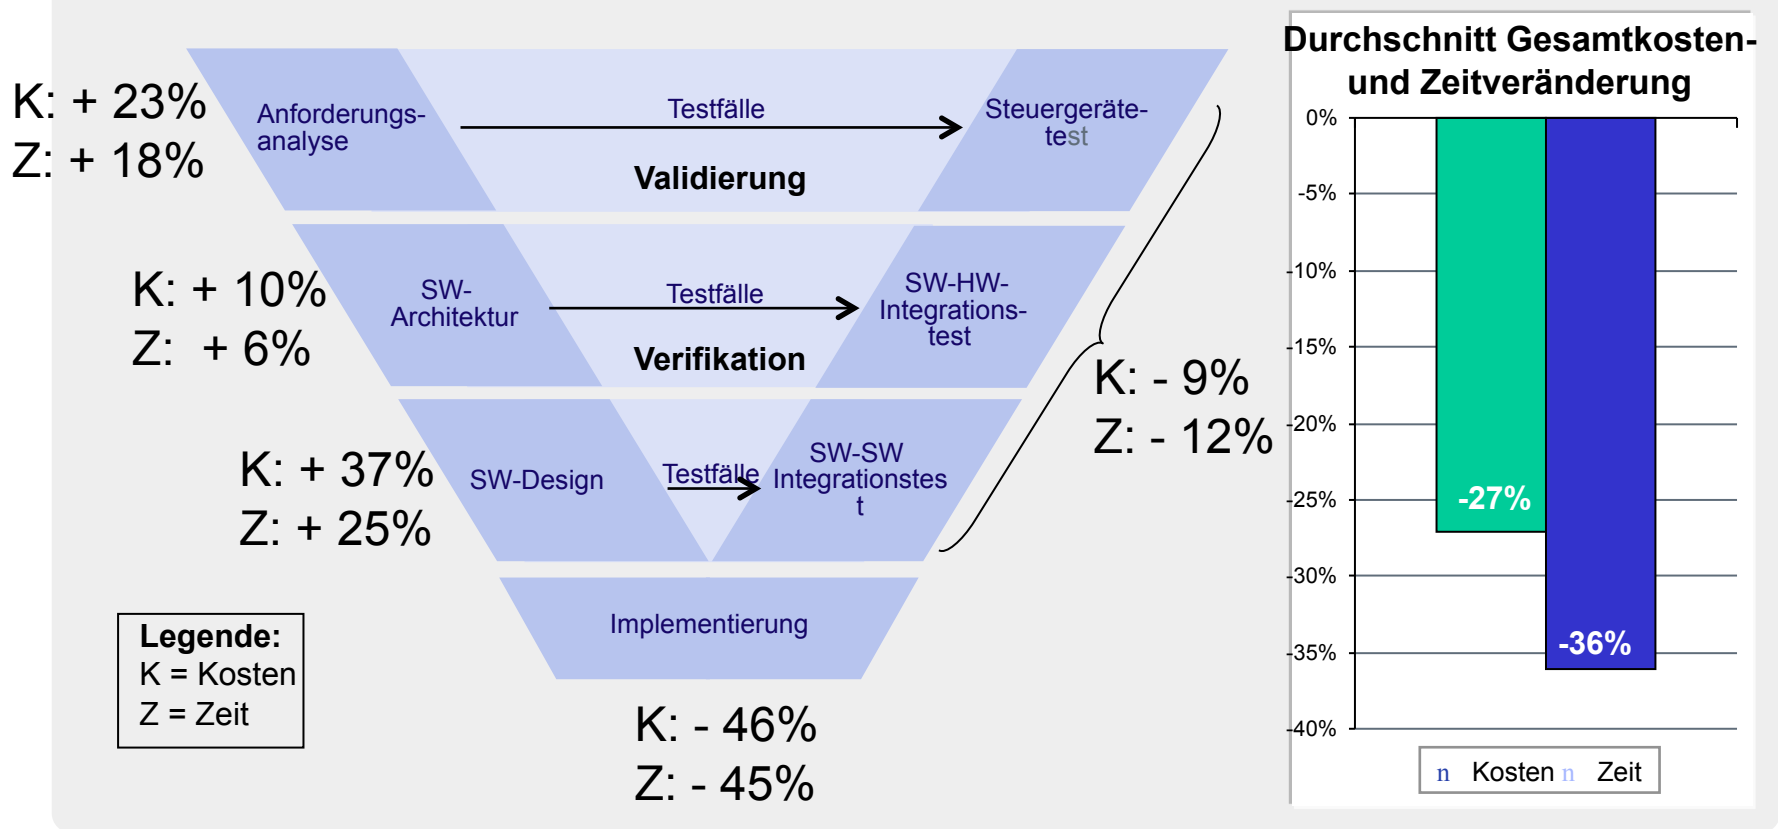 K: + 23%
Z: + 18%
Anforderungs-
analyse
Testfälle
Validierung
Steuergeräte-
test
K: + 10%
Z: + 6%
SW-
Architektur
Testfälle
Verifikation
SW-HW-
Integrations-
test
K: - 9%
Z: - 12%
K: + 37%
Z: + 25%
SW-Design
Testfälle
SW-SW
Integrationstes
t
Implementierung
K: - 46%
Z: - 45%
Legende:
K = Kosten
Z = Zeit
Durchschnitt Gesamtkosten-
und Zeitveränderung
0%
-5%
-10%
-15%
-20%
-25%
-30%
-35%
-40%
-27%
-36%
n Kosten n Zeit